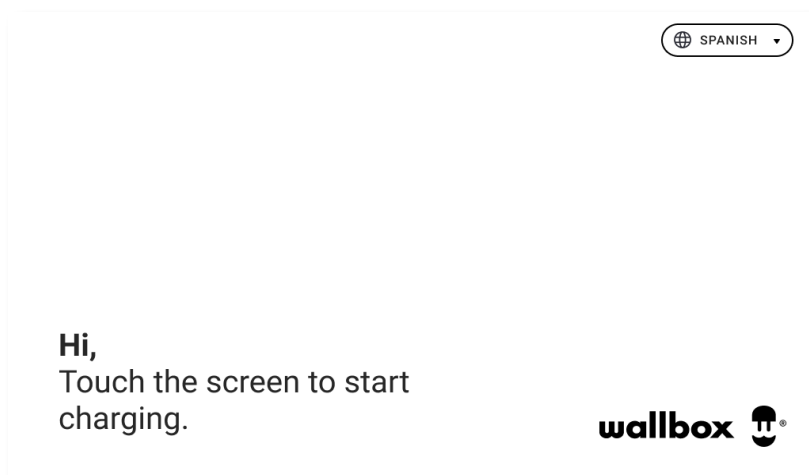 SPANISH
Hi,
Touch the screen to start
charging.
wallbox ®